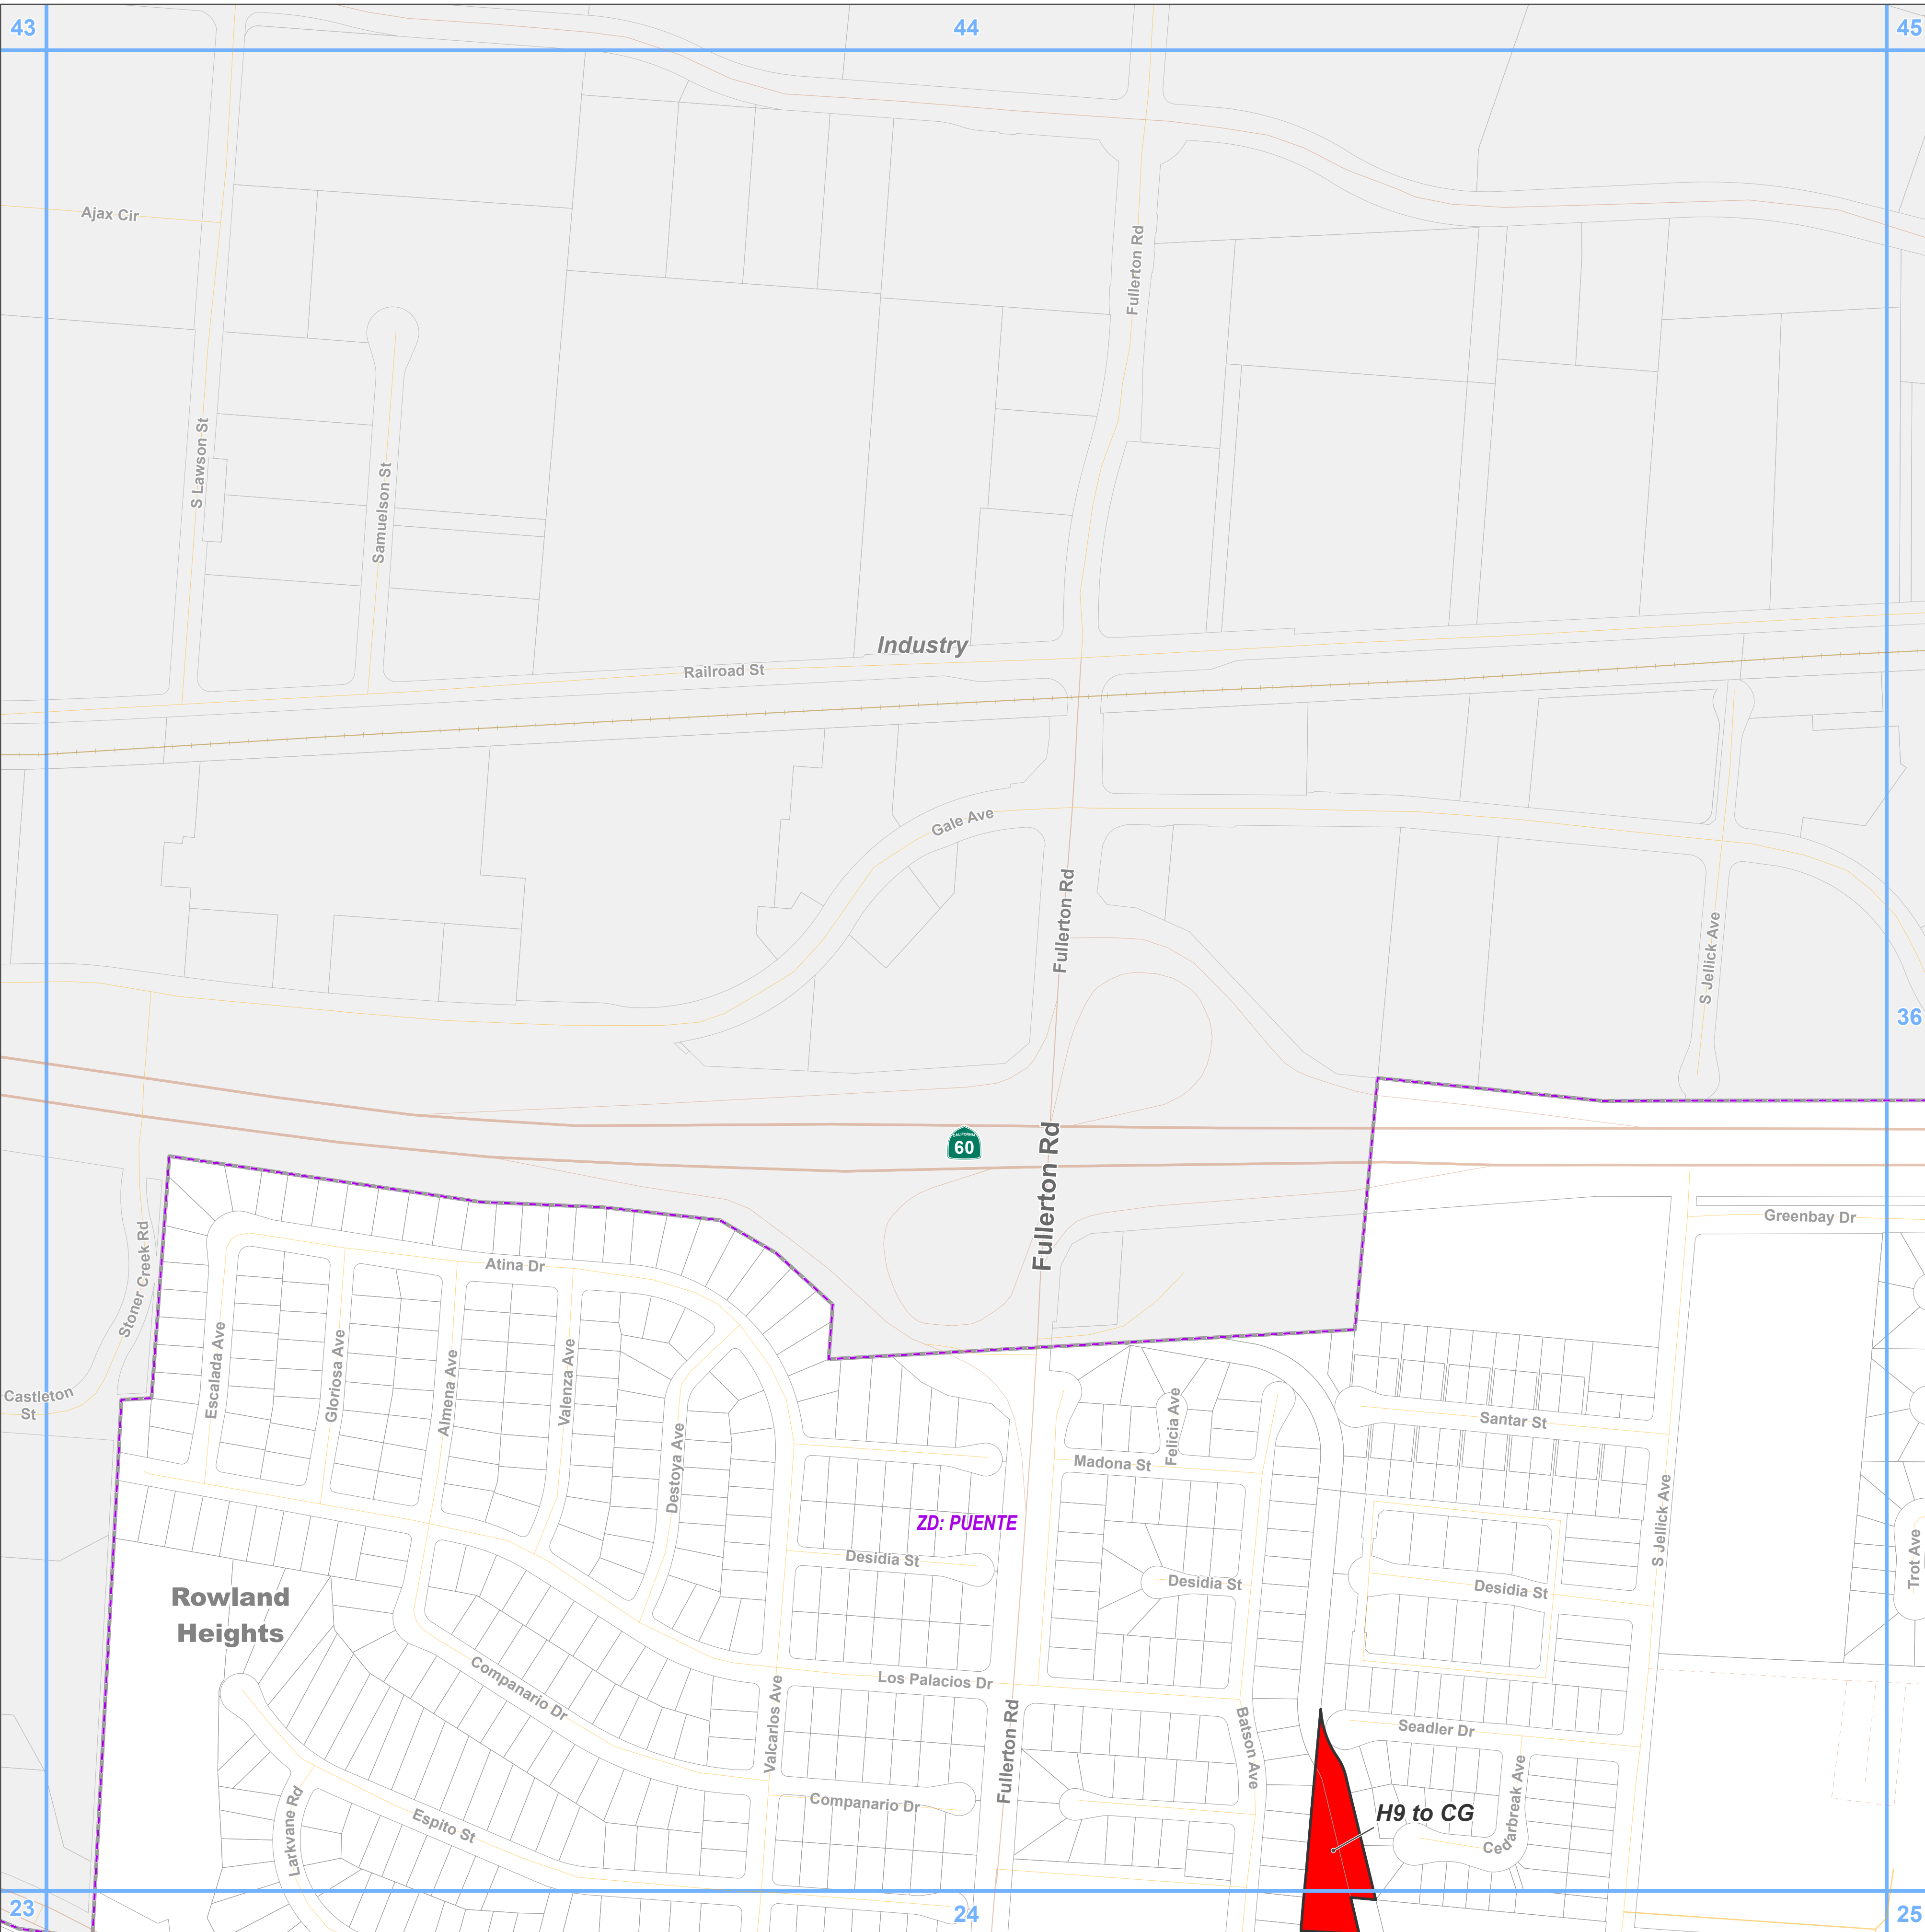 43
44
45
Ajax Cir
Fullerton Rd
S Lawson St
Samuelson St
Industry
Railroad St
Gale Ave
Fullerton Rd
S Jellick Ave
36
CALIFORNIA
60
Fullerton Rd
Greenbay Dr
Stoner Creek Rd
Atina Dr
Escalada Ave
Gloriosa Ave
Almena Ave
Valenza Ave
Destoya Ave
Castleton
St
Felicia Ave
Santar St
Madona St
S Jellick Ave
ZD: PUENTE
Desidia St
Desidia St
Desidia St
Trot Ave
Rowland
Heights
Companario Dr
Los Palacios Dr
Valcarlos Ave
Fullerton Rd
Batson Ave
Seadler Dr
Companario Dr
H9 to CG
Cedarbreak Ave
Larkvane Rd
Espito St
23
24
25